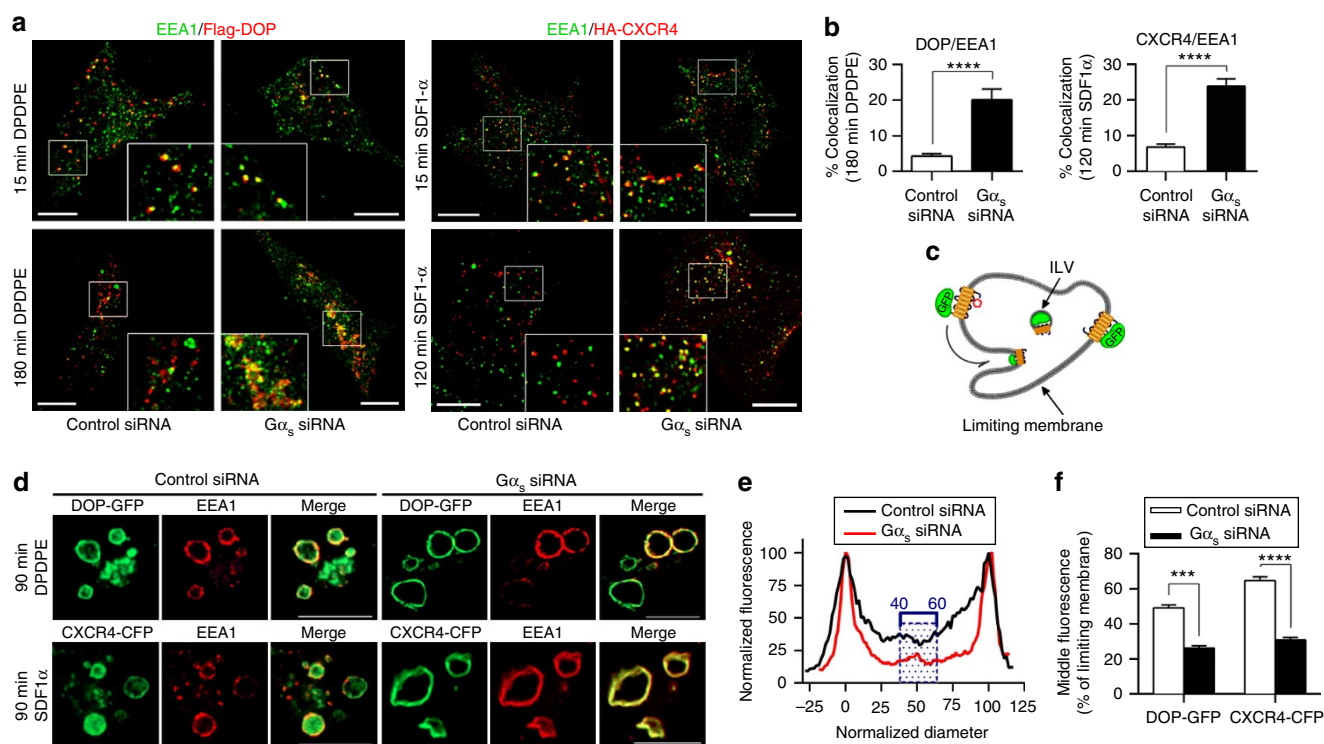 a
EEA1/Flag-DOP
EEA1/HA-CXCR4
15 min DPDPE
180 min DPDPE
15 min SDF1-α
120 min SDF1-α
Control siRNA
Gαs siRNA
Control siRNA
Gαs siRNA
b
DOP/EEA1
% Colocalization
(180 min DPDPE)
30
20
10
0
****
Control
siRNA
Gαs
siRNA
CXCR4/EEA1
% Colocalization
(120 min SDF1α)
30
20
10
0
****
Control
siRNA
Gαs
siRNA
c
ILV
GFP
GFP
Limiting membrane
d
Control siRNA
Gαs siRNA
DOP-GFP EEA1 Merge DOP-GFP EEA1 Merge
90 min
DPDPE
CXCR4-CFP EEA1 Merge CXCR4-CFP EEA1 Merge
90 min
SDF1α
e
Control siRNA
Gαs siRNA
Normalized fluorescence
100
75
50
25
0
40 60
−25 0 25 50 75 100 125
Normalized diameter
f
Control siRNA
Gαs siRNA
Middle fluorescence
(% of limiting membrane)
80
60
40
20
0
***
****
DOP-GFP CXCR4-CFP